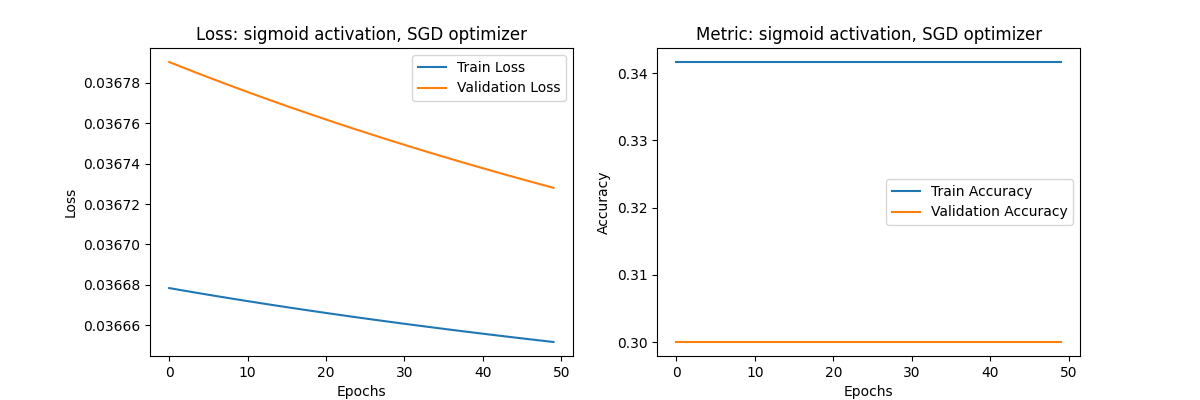 Loss: sigmoid activation, SGD optimizer
Train Loss
Validation Loss
0.03678
0.03676
0.03674
0.03672
0.03670
0.03668
0.03666
Loss
0 10 20 30 40 50
Epochs
Metric: sigmoid activation, SGD optimizer
0.34
0.33
0.32
0.31
0.30
Accuracy
Train Accuracy
Validation Accuracy
0 10 20 30 40 50
Epochs